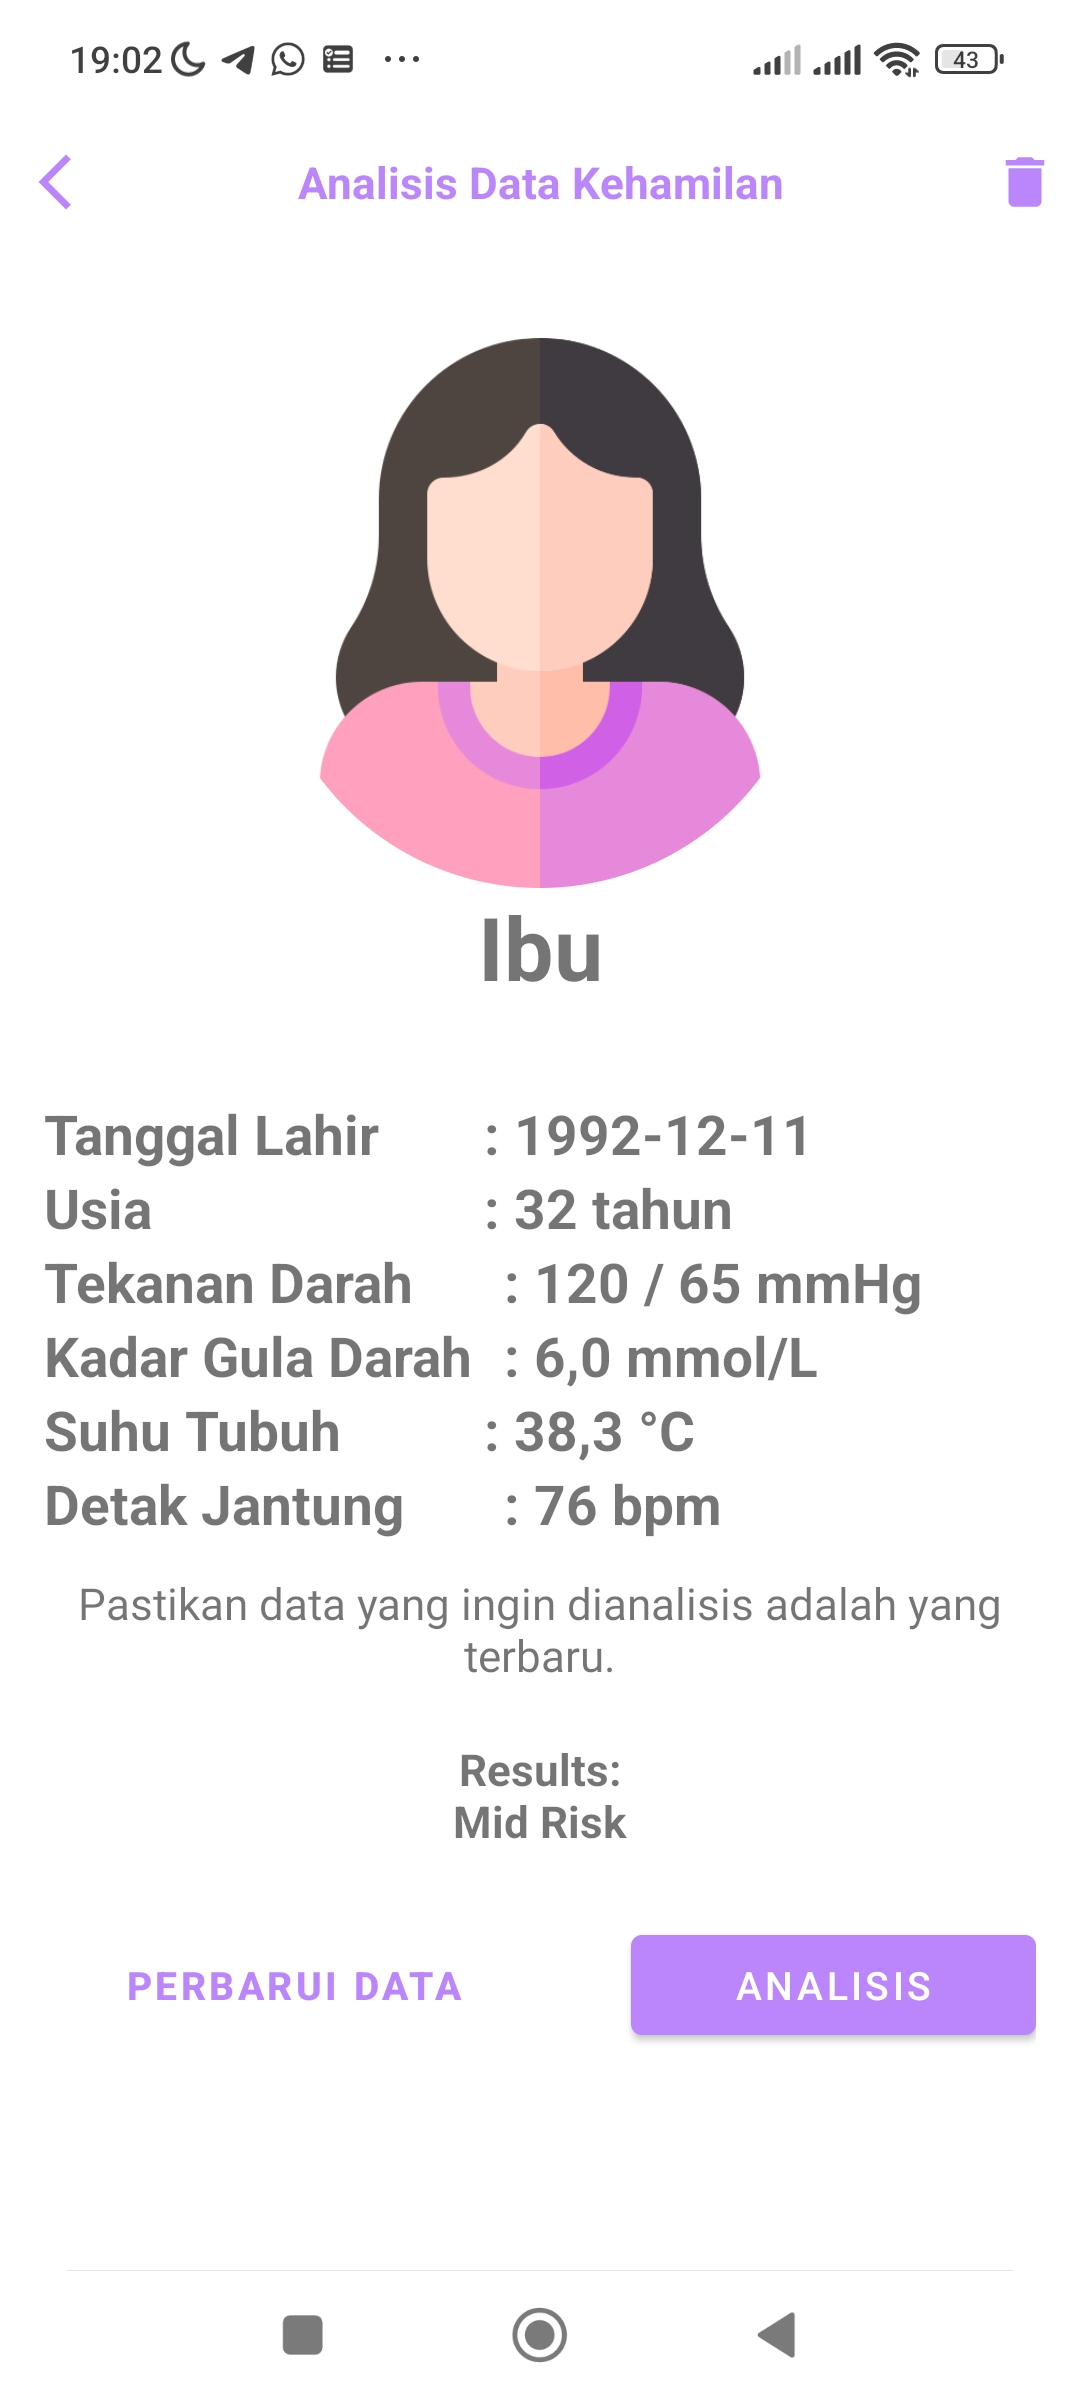 19:02
43
Analisis Data Kehamilan
Ibu
Tanggal Lahir : 1992-12-11
Usia : 32 tahun
Tekanan Darah : 120 / 65 mmHg
Kadar Gula Darah : 6,0 mmol/L
Suhu Tubuh : 38,3 °C
Detak Jantung : 76 bpm
Pastikan data yang ingin dianalisis adalah yang
terbaru.
Results:
Mid Risk
PERBARUI DATA
ANALISIS